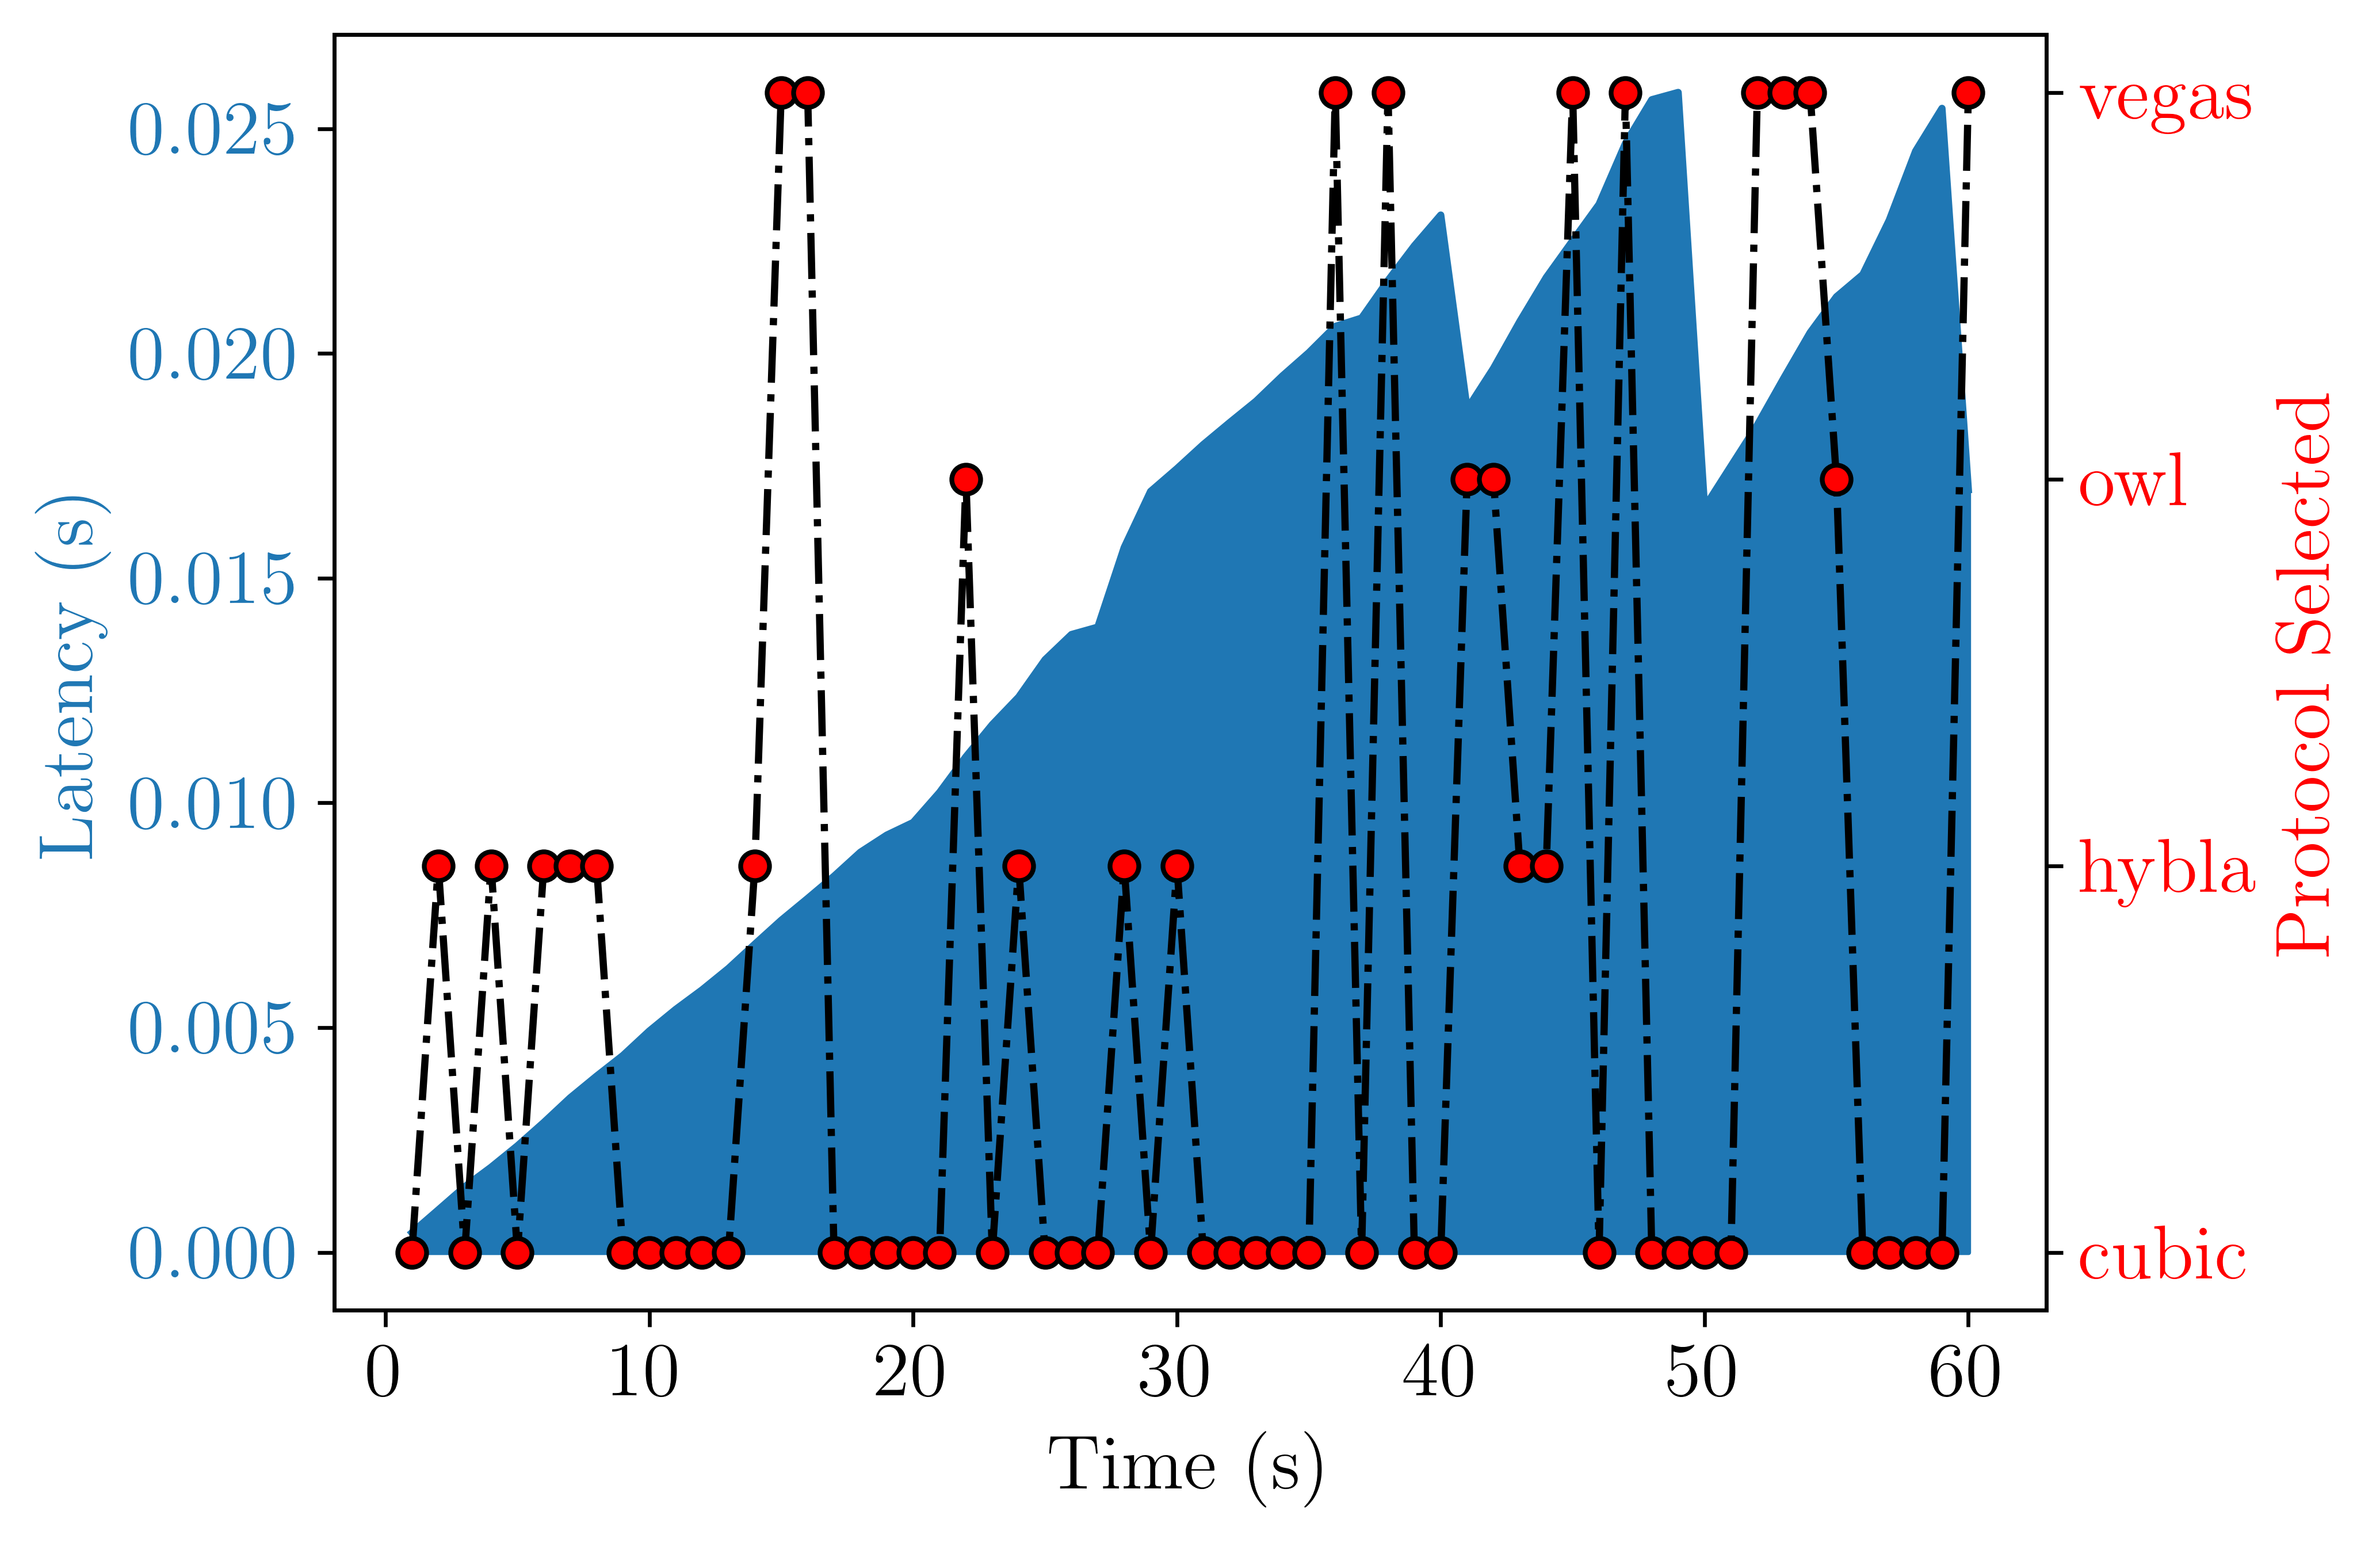 Latency (s)
0.025
0.020
0.015
0.010
0.005
0.000
0 10 20 30 40 50 60
Time (s)
vegas
owl
hybla
cubic
Protocol Selected